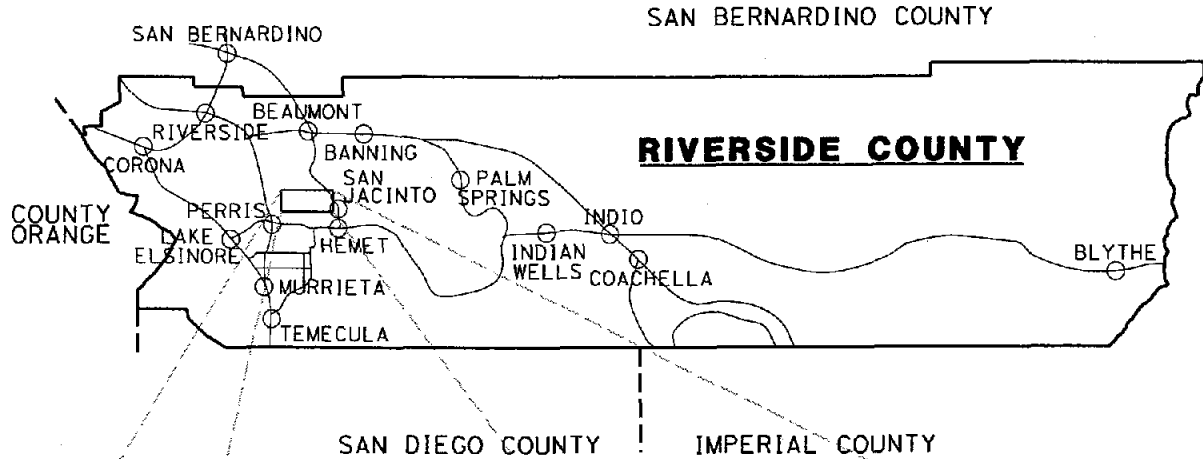 SAN BERNARDINO COUNTY
SAN BERNARDINO
BEAUMONT
RIVERSIDE
RIVERSIDE COUNTY
BANNING
CORONA
SAN
JACINTO
PALM
SPRINGS
COUNTY
ORANGE
PERRIS
LAKE
ELSINORE
HEMET
INDIO
INDIAN
WELLS
COACHELLA
BLYTHE
MURRIETA
TEMECULA
SAN DIEGO COUNTY
IMPERIAL COUNTY